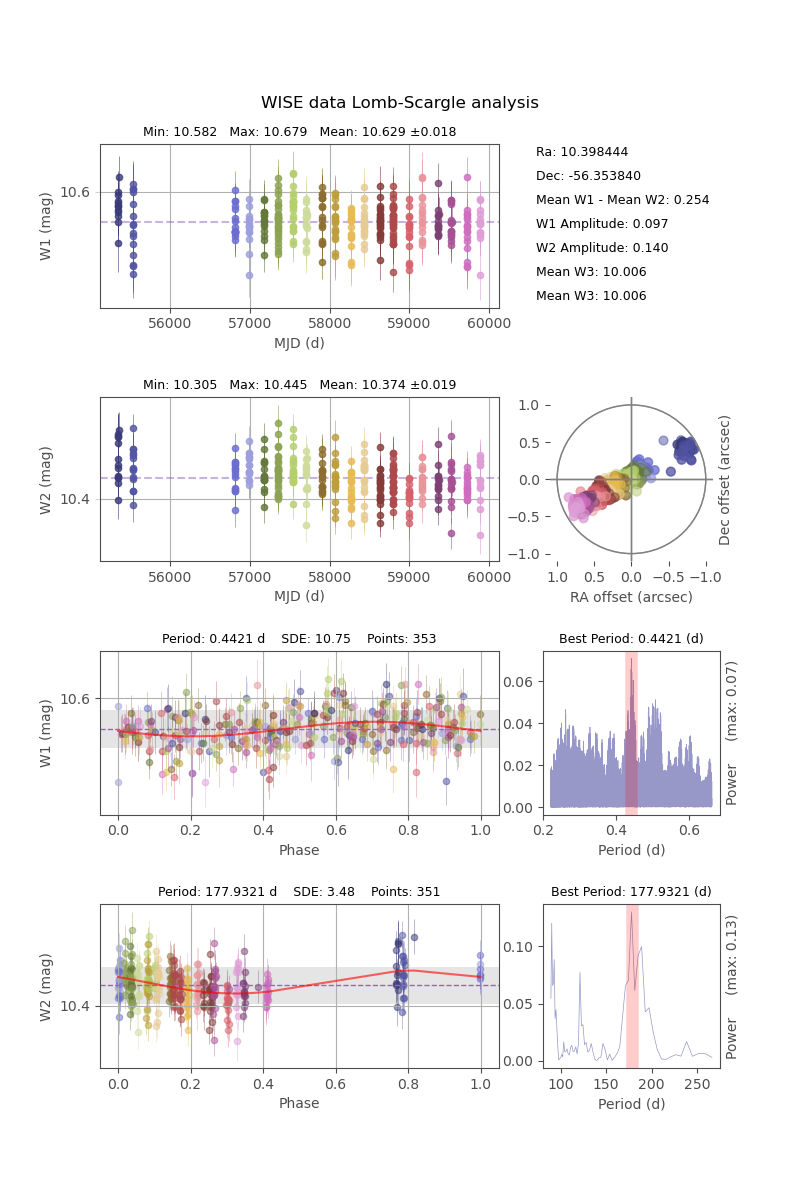 WISE data Lomb-Scargle analysis
Min: 10.582 Max: 10.679 Mean: 10.629 ±0.018
10.6
W1 (mag)
56000 57000 58000 59000 60000
MJD (d)
Ra: 10.398444
Dec: -56.353840
Mean W1 - Mean W2: 0.254
W1 Amplitude: 0.097
W2 Amplitude: 0.140
Mean W3: 10.006
Mean W3: 10.006
Min: 10.305 Max: 10.445 Mean: 10.374 ±0.019
10.4
W2 (mag)
56000 57000 58000 59000 60000
MJD (d)
1.0
0.5
0.0
−0.5
−1.0
1.0 0.5 0.0 −0.5 −1.0
RA offset (arcsec)
Dec offset (arcsec)
Period: 0.4421 d SDE: 10.75 Points: 353
10.6
W1 (mag)
0.0 0.2 0.4 0.6 0.8 1.0
Phase
Best Period: 0.4421 (d)
0.06
0.04
0.02
0.00
0.2 0.4 0.6
Period (d)
Power (max: 0.07)
Period: 177.9321 d SDE: 3.48 Points: 351
10.4
W2 (mag)
0.0 0.2 0.4 0.6 0.8 1.0
Phase
Best Period: 177.9321 (d)
0.10
0.05
0.00
100 150 200 250
Period (d)
Power (max: 0.13)